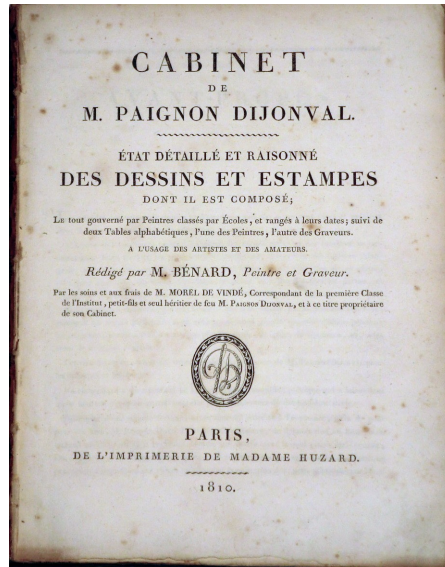 CABINET
DE
M. PAIGNON DIJONVAL.
ÉTAT DÉTAILLÉ ET RAISONNÉ
DES DESSINS ET ESTAMPES
DONT IL EST COMPOSÉ;
LE tout gouverné par Peintres classés par Écoles, et rangés à leurs dates; suivi de
deux Tables alphabétiques, l'une des Peintres, l'autre des Graveurs.
A L'USAGE DES ARTISTES ET DES AMATEURS.
Rédigé par M. BÉNARD, Peintre et Graveur.
Par les soins et aux frais de M. MOREL DE VINDÉ, Correspondant de la première Classe
de l'Institut, petit-fils et seul héritier de feu M. PAIGNON DIJONVAL, et à ce titre propriétaire
de son Cabinet.
PARIS,
DE L'IMPRIMERIE DE MADAME HUZARD.
1810.